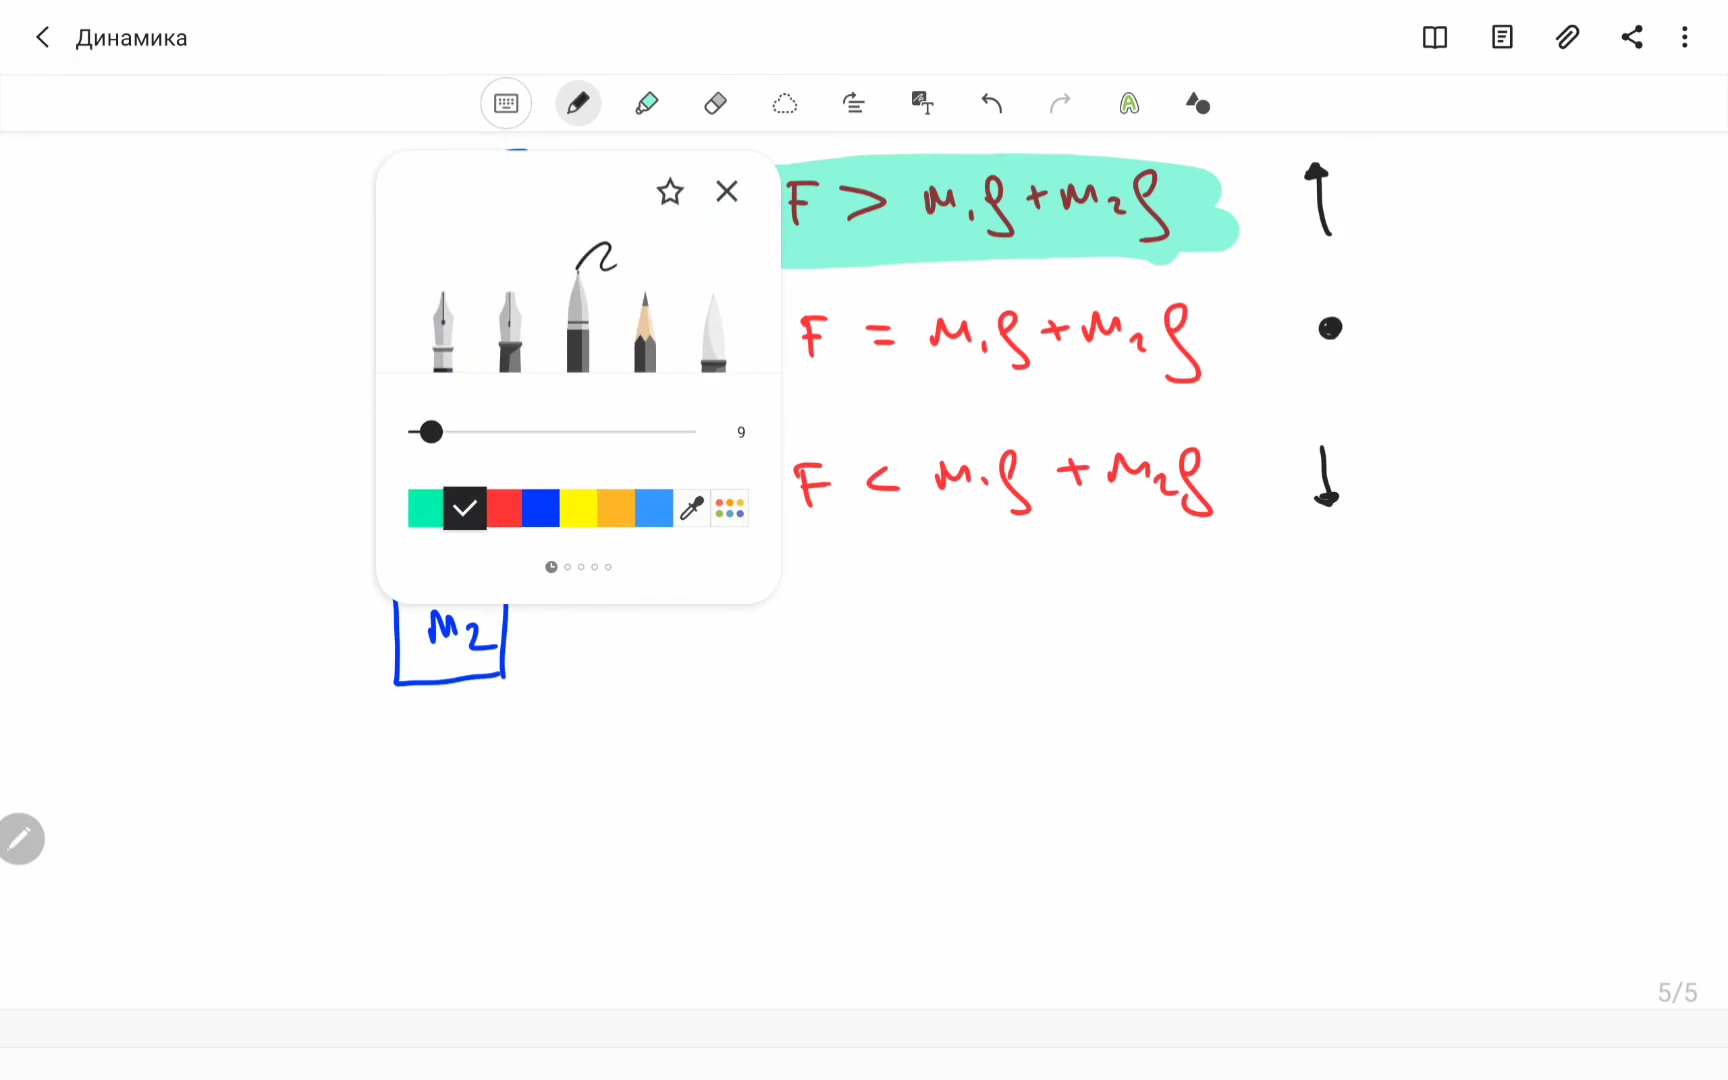 Динамика
F > m₁g + m₂g
F = m₁g + m₂g
F < m₁g + m₂g
9
m₂
5/5